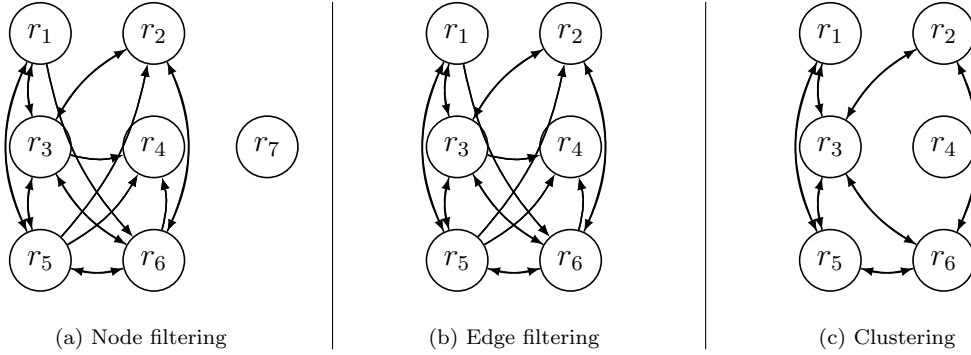 r1 r2 r1 r2 r1 r2
r3 r4 r7 r3 r4 r3 r4
r5 r6 r5 r6 r5 r6
(a) Node filtering (b) Edge filtering (c) Clustering